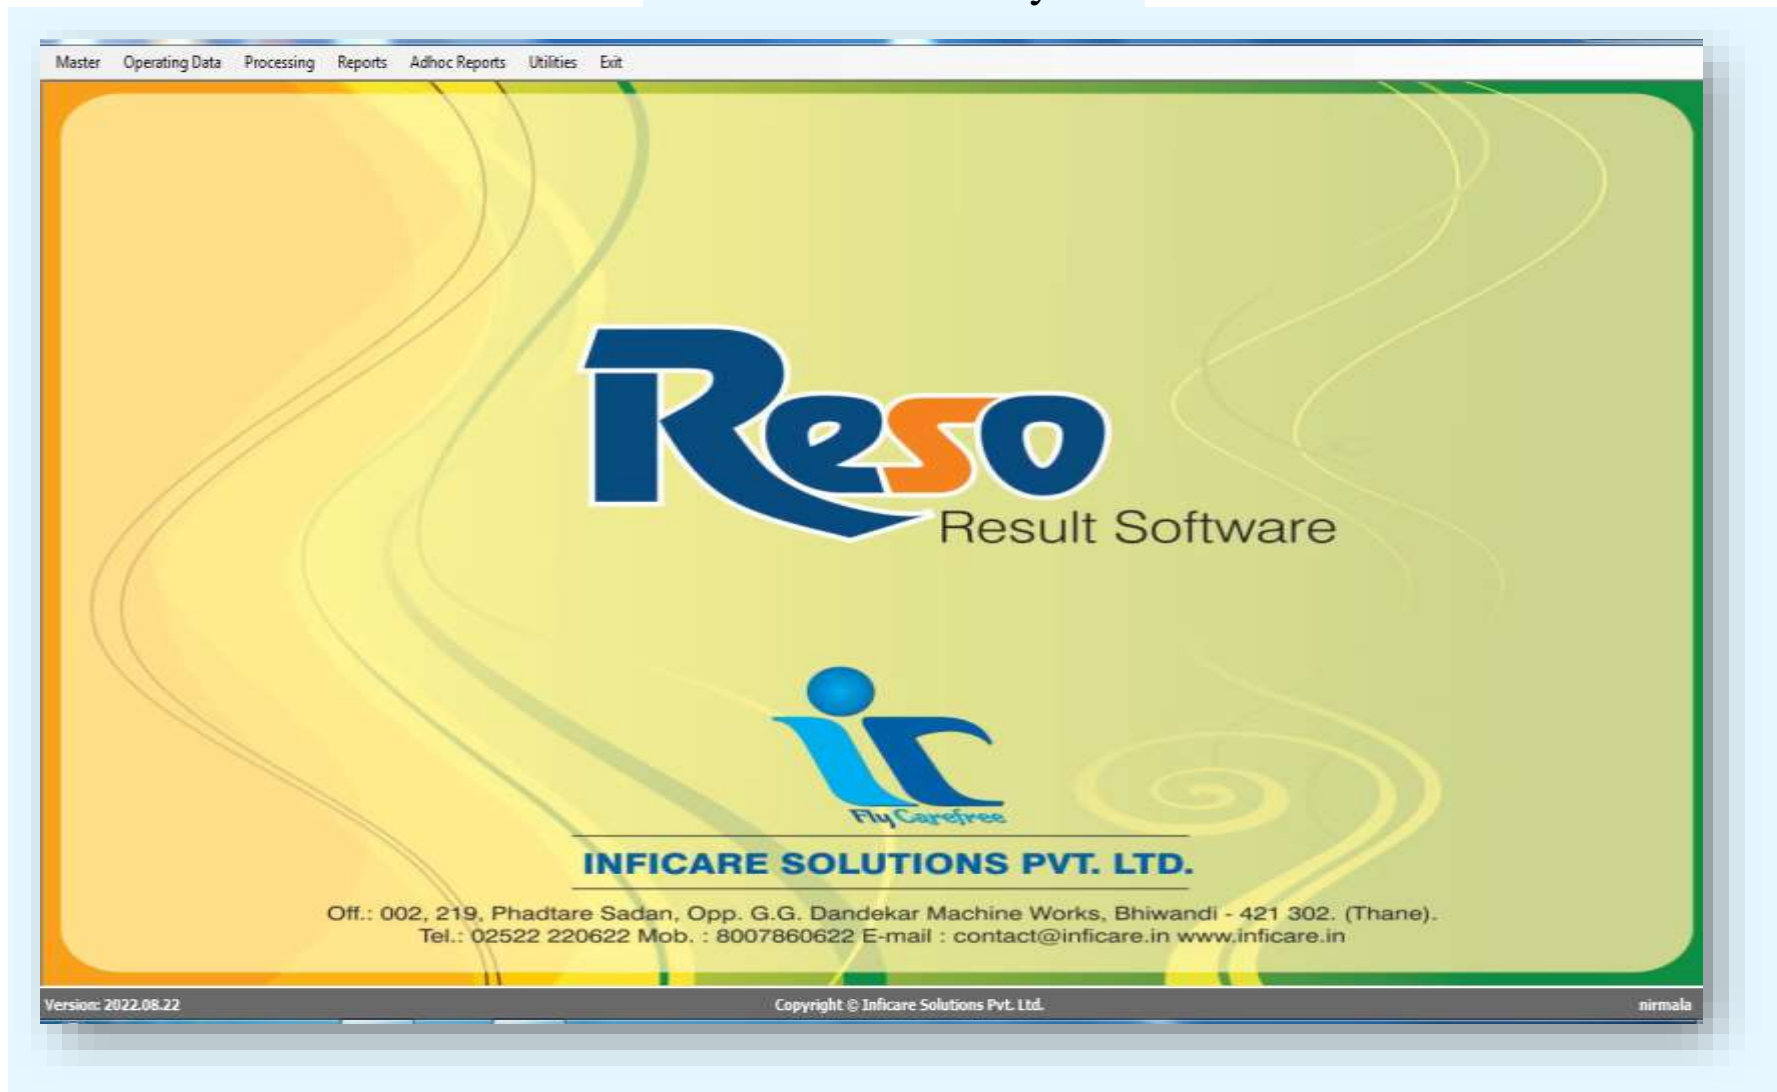 Master Operating Data Processing Reports Adhoc Reports Utilities Exit
Reso
Result Software
ic
Fly Carefree
INFICARE SOLUTIONS PVT. LTD.
Off.: 002, 219, Phadtare Sadan, Opp. G.G. Dandekar Machine Works, Bhiwandi - 421 302. (Thane).
Tel.: 02522 220622 Mob. : 8007860622 E-mail : contact@inficare.in www.inficare.in
Version: 2022.08.22 Copyright © Inficare Solutions Pvt. Ltd. nirmala